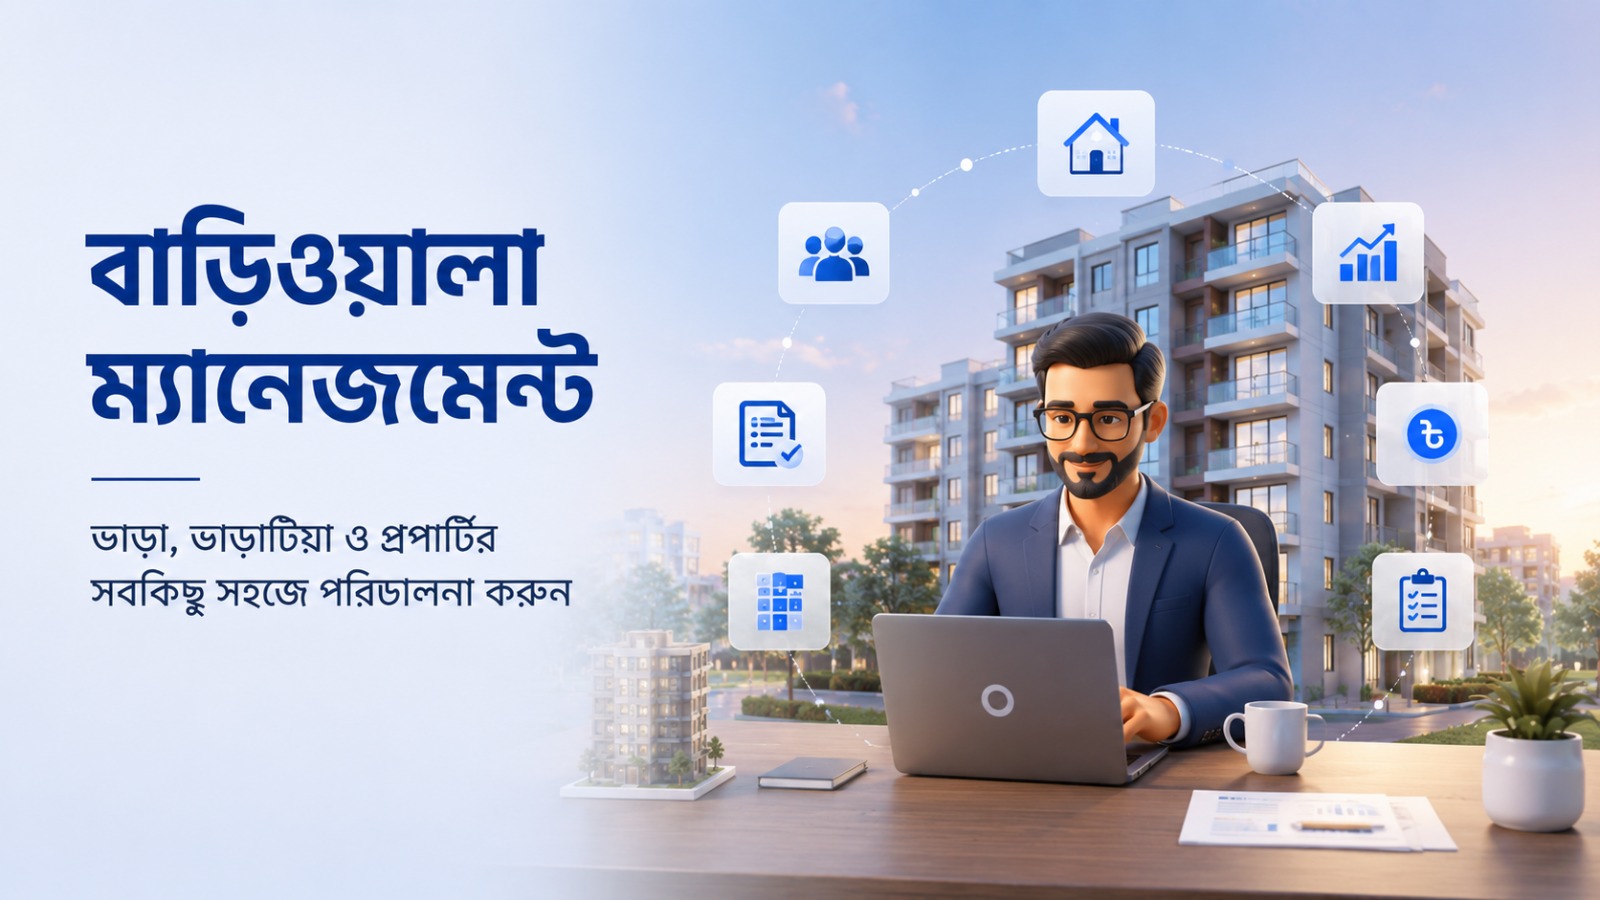 বাড়িওয়ালা
ম্যানেজমেন্ট
ভাড়া, ভাড়াটিয়া ও প্রপার্টির
সবকিছু সহজে পরিডালনা করুন
৳